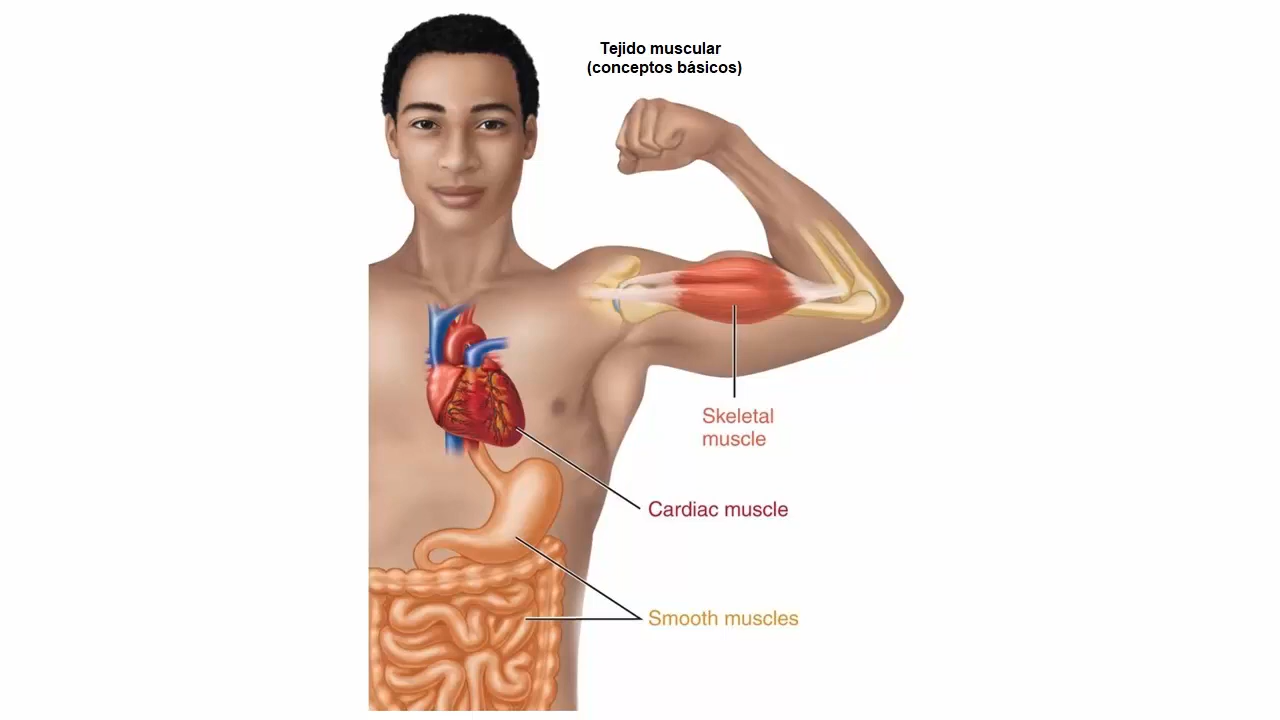 Tejido muscular
(conceptos básicos)
Skeletal
muscle
Cardiac muscle
Smooth muscles